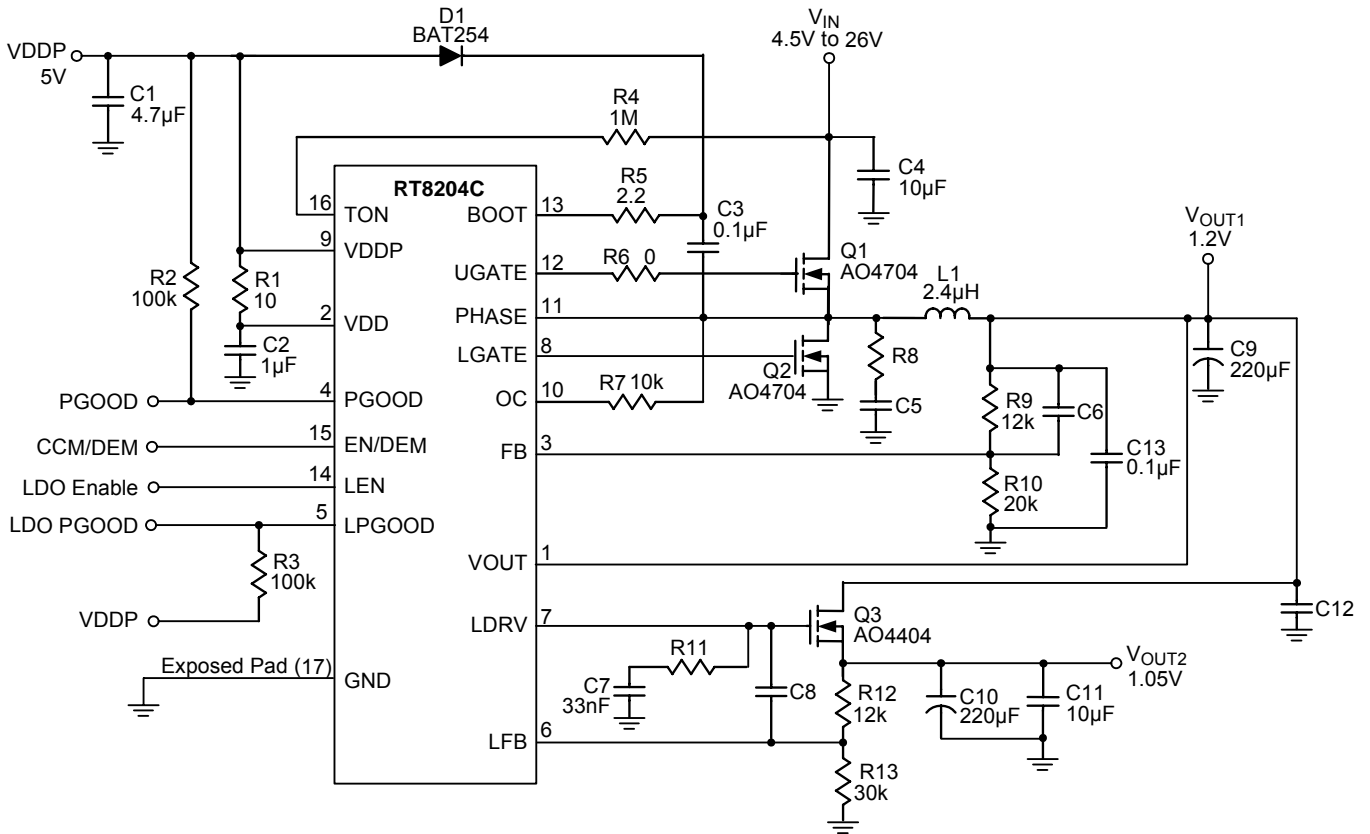 D1
BAT254
VDDP
5V
VIN
4.5V to 26V
C1
4.7µF
R4
1M
C4
10µF
RT8204C
R5
2.2
C3
0.1µF
VOUT1
1.2V
16
TON
BOOT
13
9
VDDP
R2
100k
R1
10
UGATE
12
R6 0
Q1
AO4704
L1
2.4µH
2
VDD
PHASE
11
C2
1µF
LGATE
8
Q2
AO4704
R8
C9
220µF
PGOOD
4
PGOOD
OC
10
R7 10k
C5
R9
12k
C6
CCM/DEM
15
EN/DEM
FB
3
C13
0.1µF
LDO Enable
14
LEN
R10
20k
LDO PGOOD
5
LPGOOD
R3
100k
VOUT
1
VDDP
LDRV
7
Q3
AO4404
C12
Exposed Pad (17)
GND
R11
C7
33nF
C8
R12
12k
C10
220µF
C11
10µF
VOUT2
1.05V
LFB
6
R13
30k